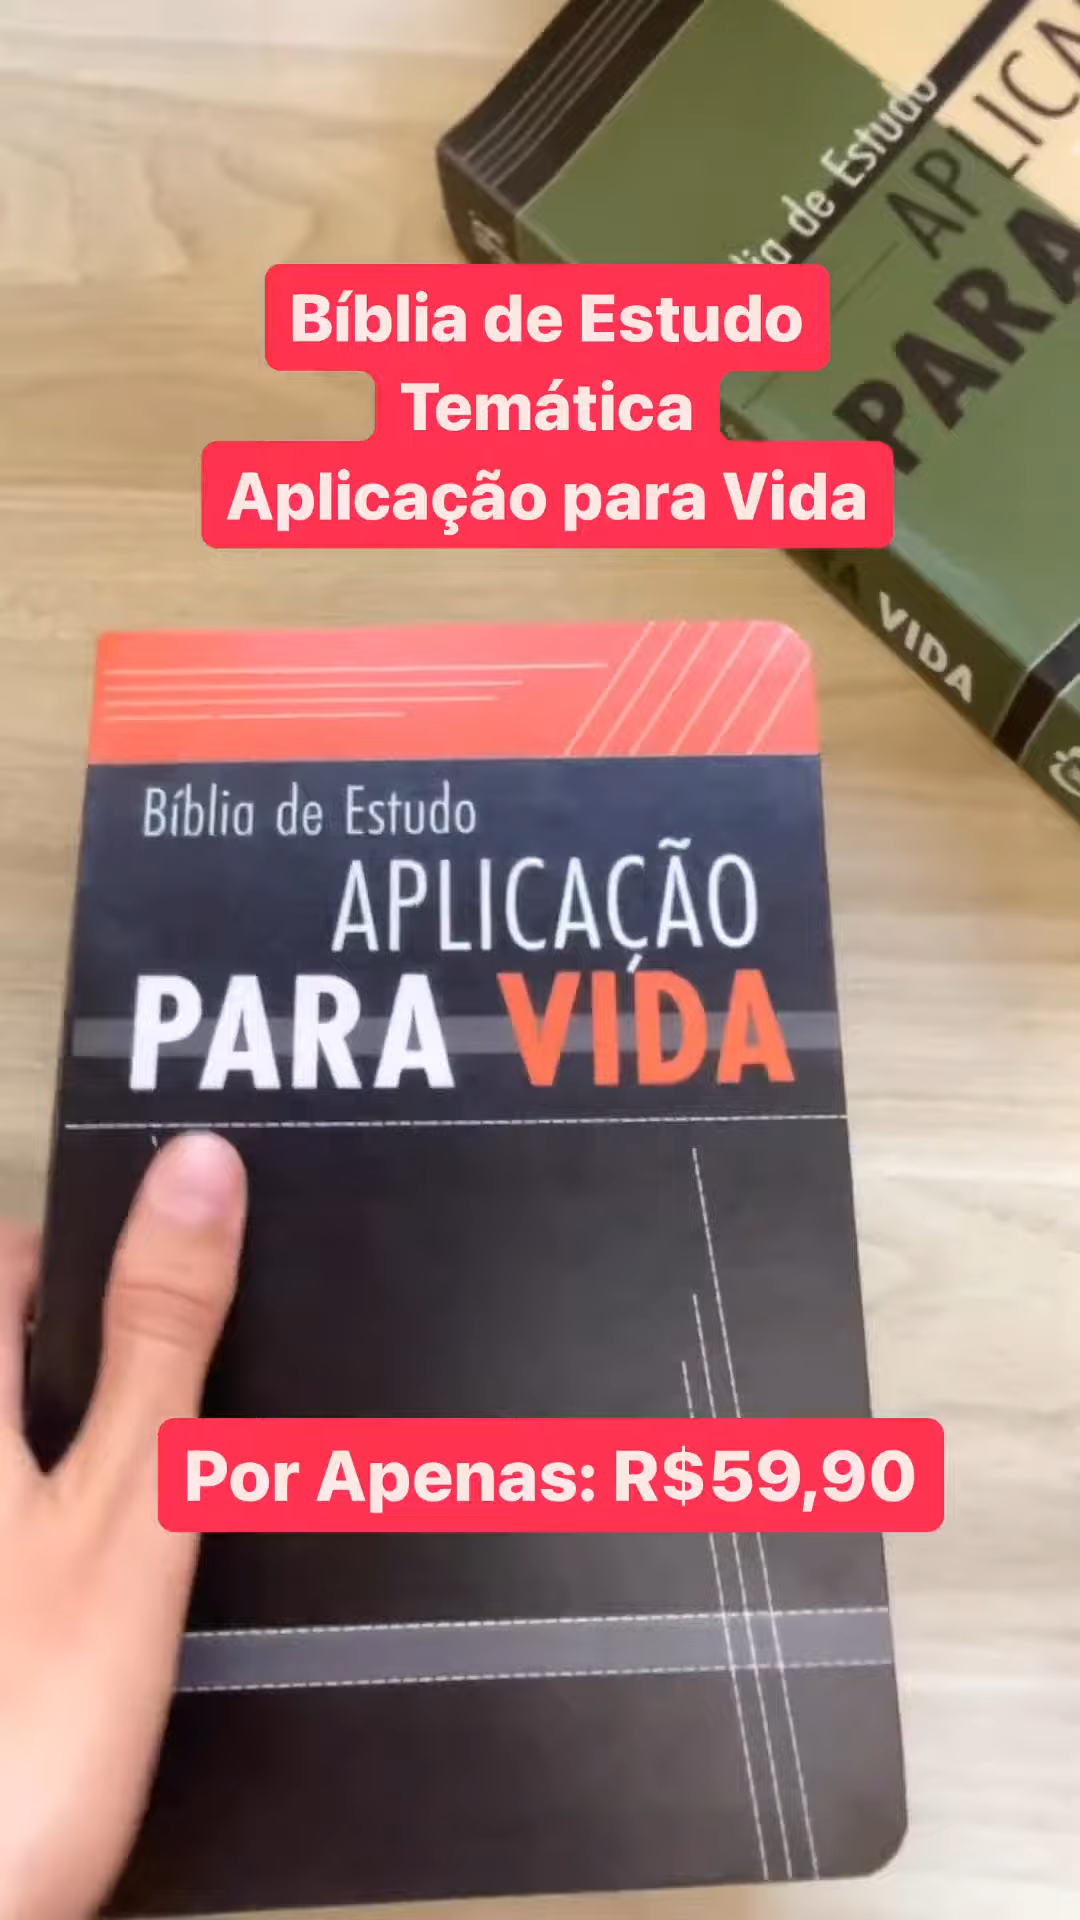 Bíblia de Estudo
Temática
Aplicação para Vida
de Estudo
PARA
VIDA
Bíblia de Estudo
APLICAÇÃO
PARA VIDA
Por Apenas: R$59,90